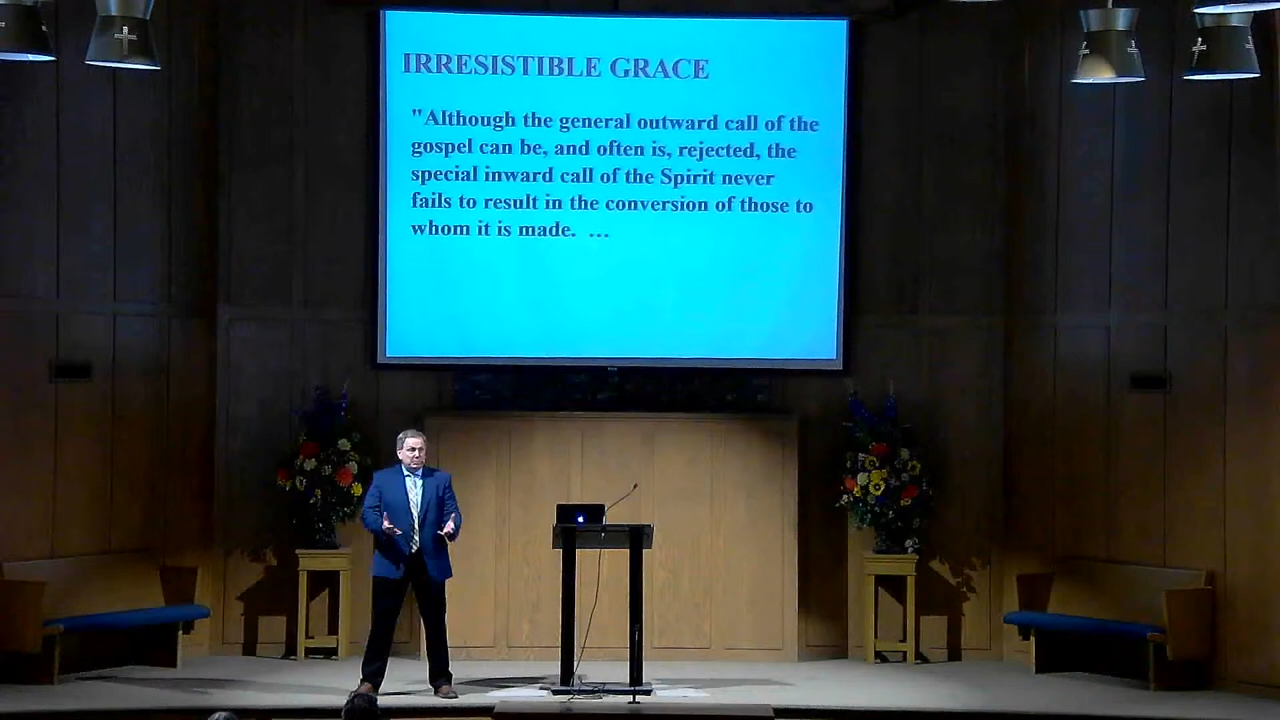 IRRESISTIBLE GRACE
"Although the general outward call of the
gospel can be, and often is, rejected, the
special inward call of the Spirit never
fails to result in the conversion of those to
whom it is made. ...